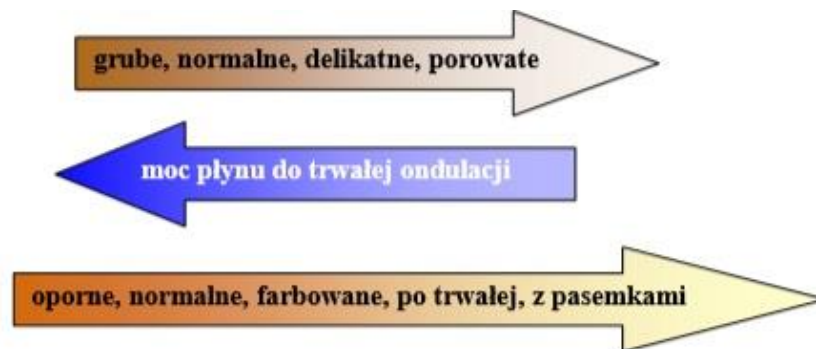 grube, normalne, delikatne, porowate
moc płynu do trwałej ondulacji
oporne, normalne, farbowane, po trwałej, z pasemkami